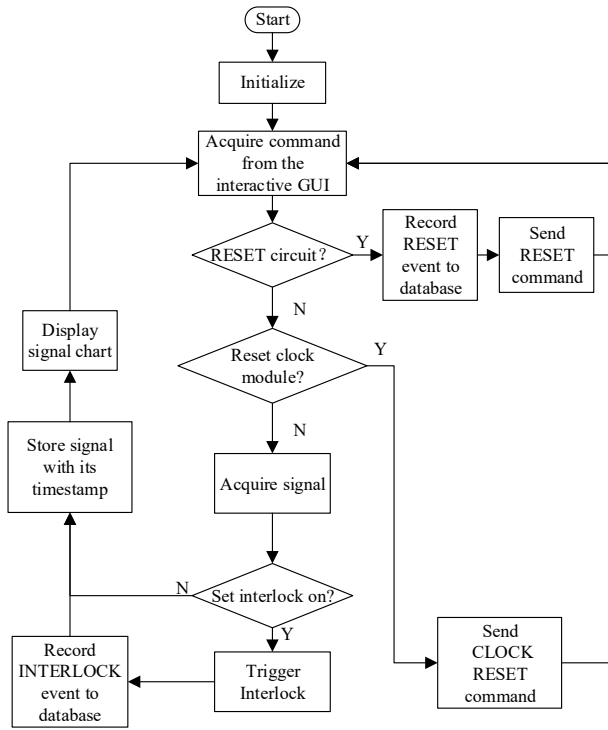 Start
Initialize
Acquire command
from the
interactive GUI
RESET circuit?
Y
Record
RESET
event to
database
Send
RESET
command
N
Display
signal chart
Reset clock
module?
Y
Store signal
with its
timestamp
N
Acquire signal
N
Set interlock on?
Y
Record
INTERLOCK
event to
database
Trigger
Interlock
Send
CLOCK
RESET
command